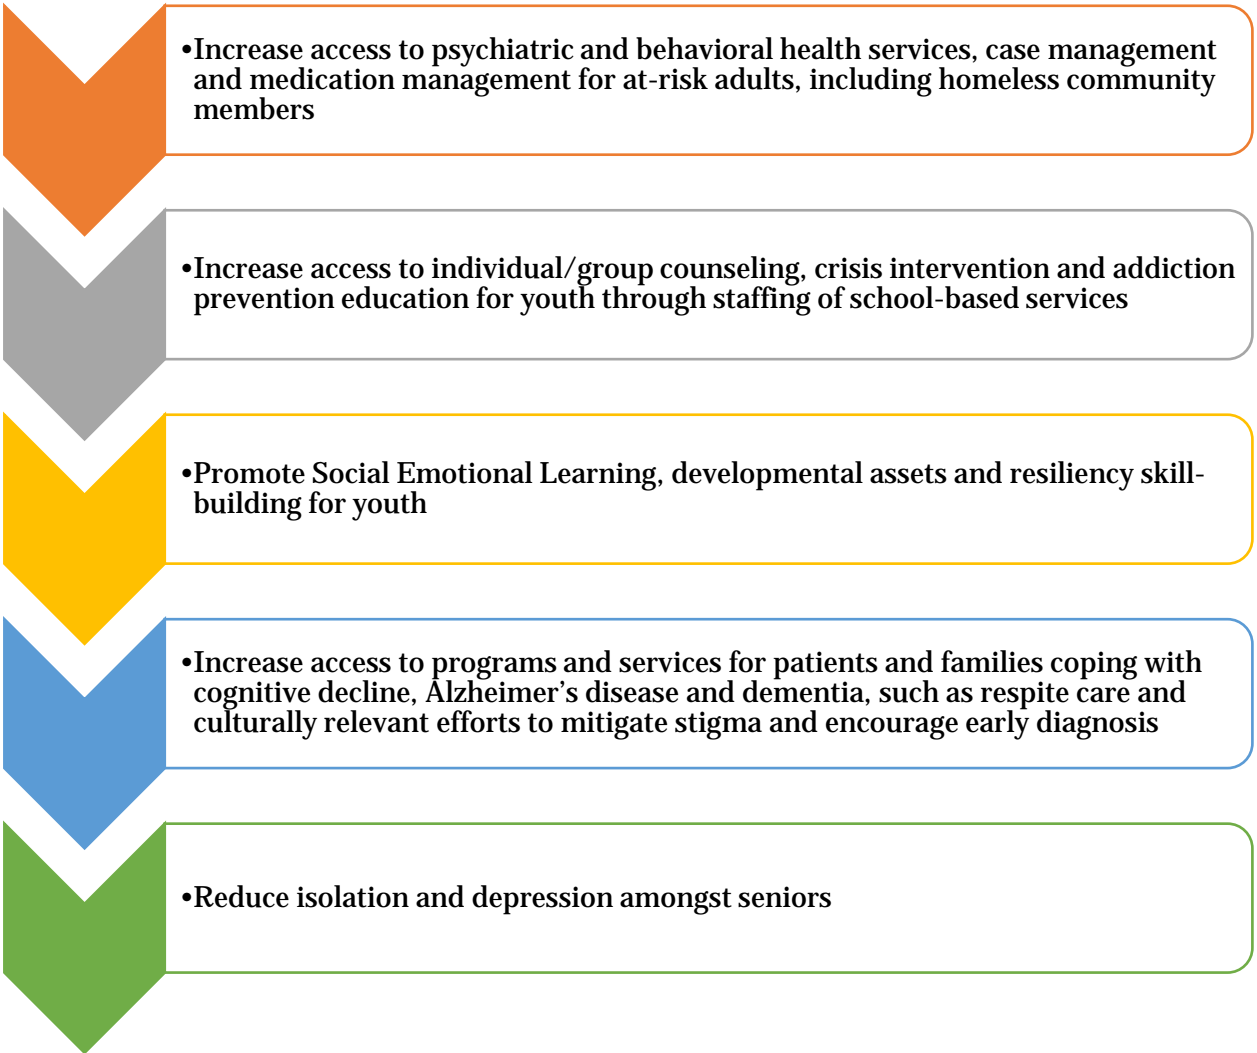 •Increase access to psychiatric and behavioral health services, case management
and medication management for at-risk adults, including homeless community
members
•Increase access to individual/group counseling, crisis intervention and addiction
prevention education for youth through staffing of school-based services
•Promote Social Emotional Learning, developmental assets and resiliency skill-
building for youth
•Increase access to programs and services for patients and families coping with
cognitive decline, Alzheimer’s disease and dementia, such as respite care and
culturally relevant efforts to mitigate stigma and encourage early diagnosis
•Reduce isolation and depression amongst seniors